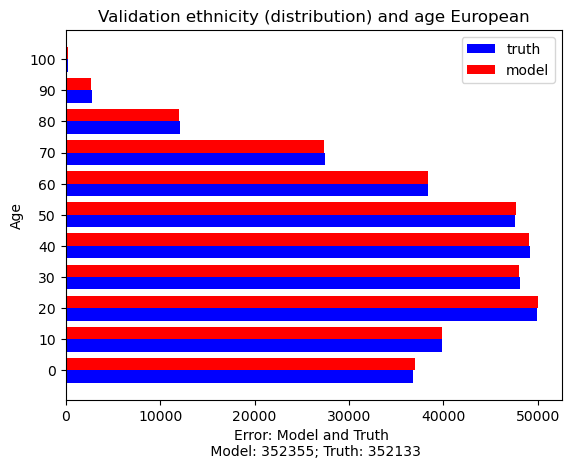 Validation ethnicity (distribution) and age European
truth
model
100
90
80
70
60
50
40
30
20
10
0
Age
0 10000 20000 30000 40000 50000
Error: Model and Truth
Model: 352355; Truth: 352133